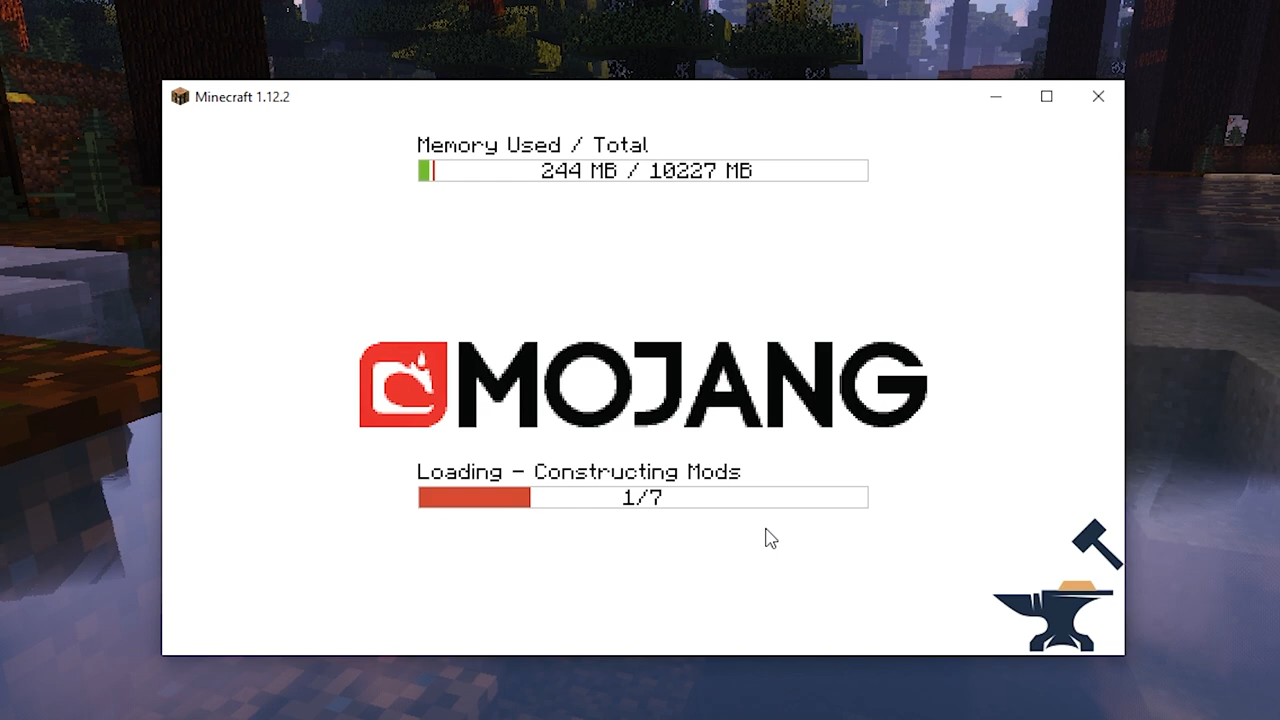 Minecraft 1.12.2
Memory Used / Total
244 MB / 10227 MB
MOJANG
Loading - Constructing Mods
1/7